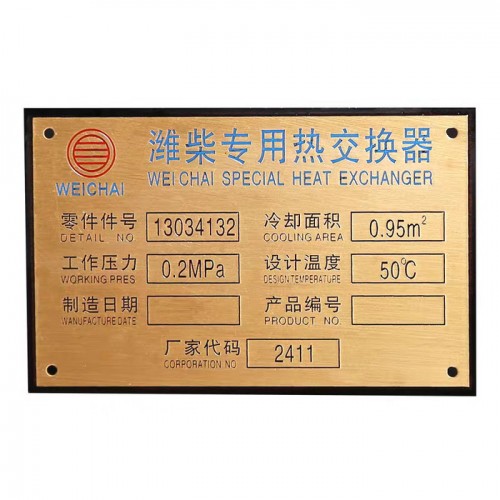 潍柴专用热交换器
WEICHAI
WEICHAI SPECIAL HEAT EXCHANGER
零件件号 13034132 冷却面积 0.95m²
DETAIL NO. COOLING AREA
工作压力 0.2MPa 设计温度 50℃
WORKING PRES DESIGN TEMPERATURE
制造日期 产品编号
WANUFACTURE DATE PRODUCT NO.
厂家代码 2411
CORPORATION NO